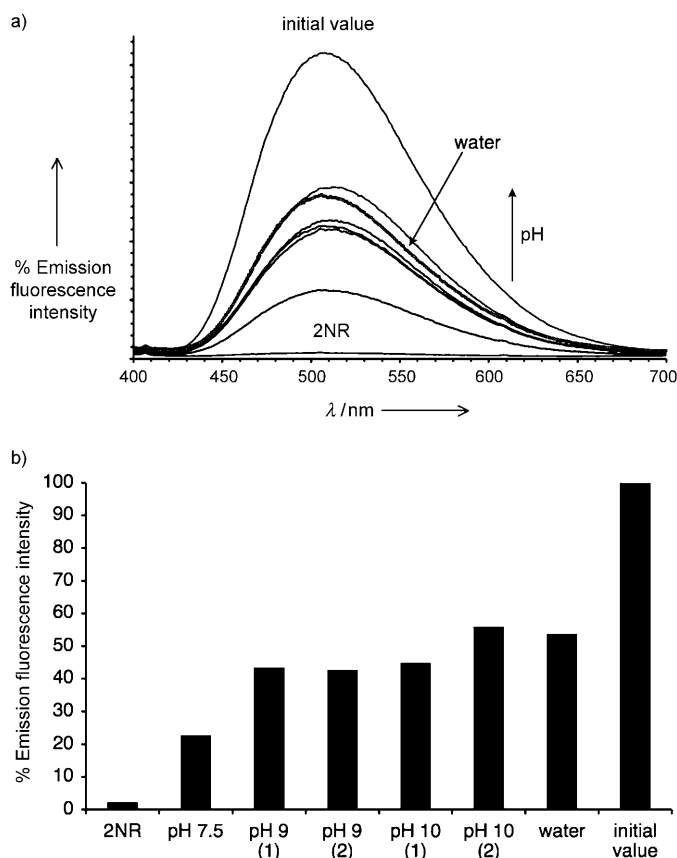 a)
initial value
water
pH
% Emission
fluorescence
intensity
2NR
400 450 500 550 600 650 700
λ / nm
b)
% Emission fluorescence intensity
100
90
80
70
60
50
40
30
20
10
0
2NR pH 7.5 pH 9 pH 9 pH 10 pH 10 water initial
(1) (2) (1) (2) value